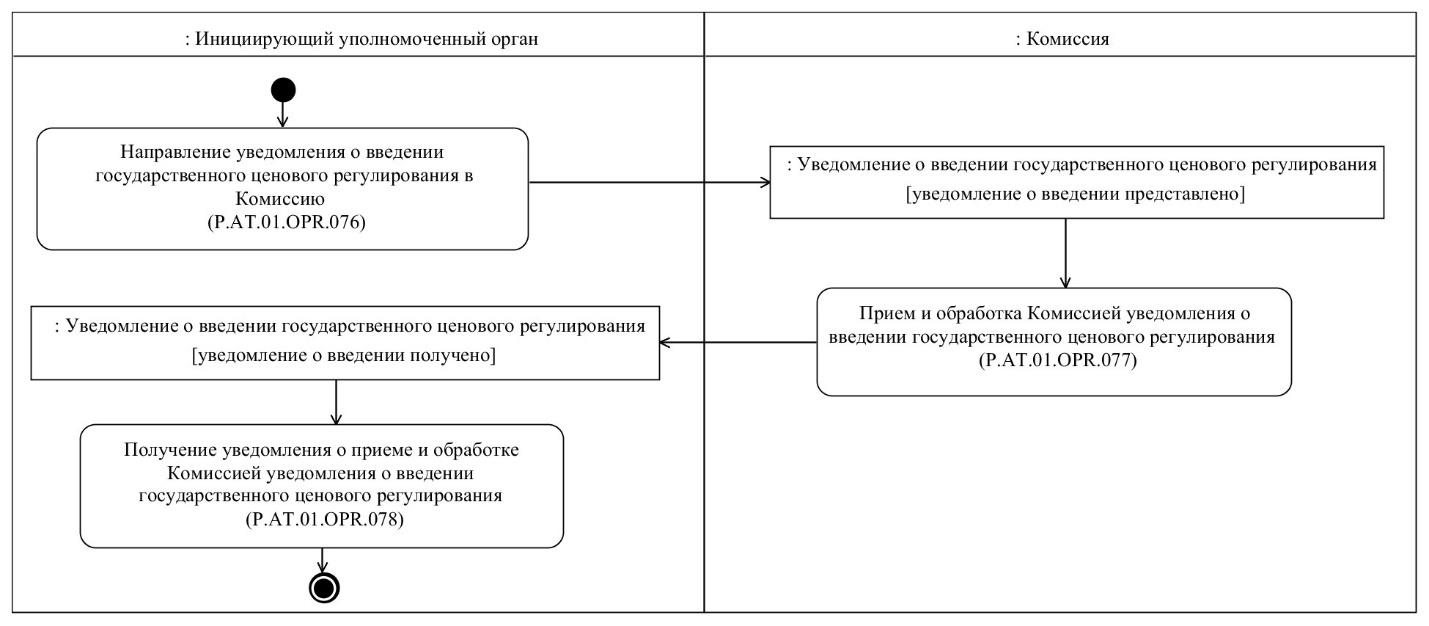 : Инициирующий уполномоченный орган
: Комиссия
Направление уведомления о введении
государственного ценового регулирования в
Комиссию
(P.AT.01.OPR.076)
: Уведомление о введении государственного ценового регулирования
[уведомление о введении представлено]
Прием и обработка Комиссией уведомления о
введении государственного ценового регулирования
(P.AT.01.OPR.077)
: Уведомление о введении государственного ценового регулирования
[уведомление о введении получено]
Получение уведомления о приеме и обработке
Комиссией уведомления о введении
государственного ценового регулирования
(P.AT.01.OPR.078)